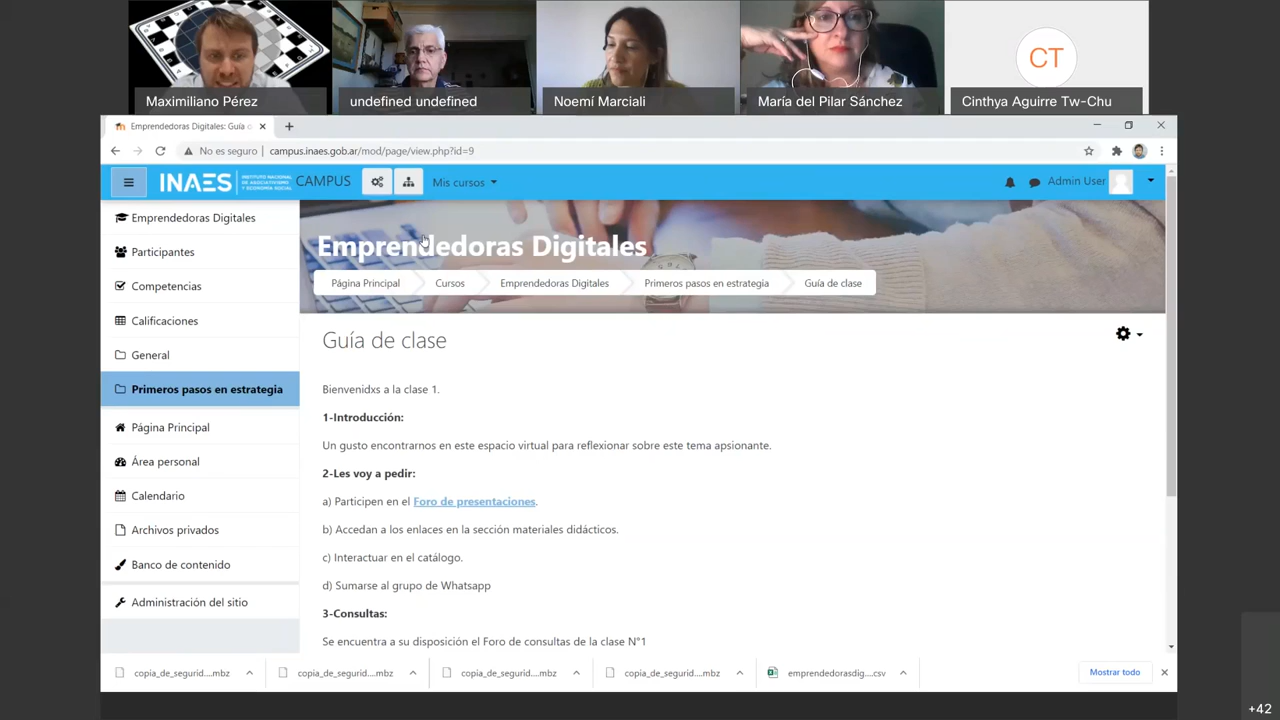 Maximiliano Pérez
undefined undefined
Noemí Marciali
María del Pilar Sánchez
CT
Cinthya Aguirre Tw-Chu
Emprendedoras Digitales: Guía d
No es seguro campus.inaes.gob.ar/mod/page/view.php?id=9
INAES INSTITUTO NACIONAL DE ASOCIATIVISMO Y ECONOMÍA SOCIAL CAMPUS
Mis cursos
Admin User
Emprendedoras Digitales
Participantes
Competencias
Calificaciones
General
Primeros pasos en estrategia
Página Principal
Área personal
Calendario
Archivos privados
Banco de contenido
Administración del sitio
Emprendedoras Digitales
Página Principal Cursos Emprendedoras Digitales Primeros pasos en estrategia Guía de clase
Guía de clase
Bienvenidxs a la clase 1.
1-Introducción:
Un gusto encontrarnos en este espacio virtual para reflexionar sobre este tema apsionante.
2-Les voy a pedir:
a) Participen en el Foro de presentaciones.
b) Accedan a los enlaces en la sección materiales didácticos.
c) Interactuar en el catálogo.
d) Sumarse al grupo de Whatsapp
3-Consultas:
Se encuentra a su disposición el Foro de consultas de la clase N°1
copia_de_segurid....mbz
copia_de_segurid....mbz
copia_de_segurid....mbz
copia_de_segurid....mbz
emprendedorasdig....csv
Mostrar todo
+42